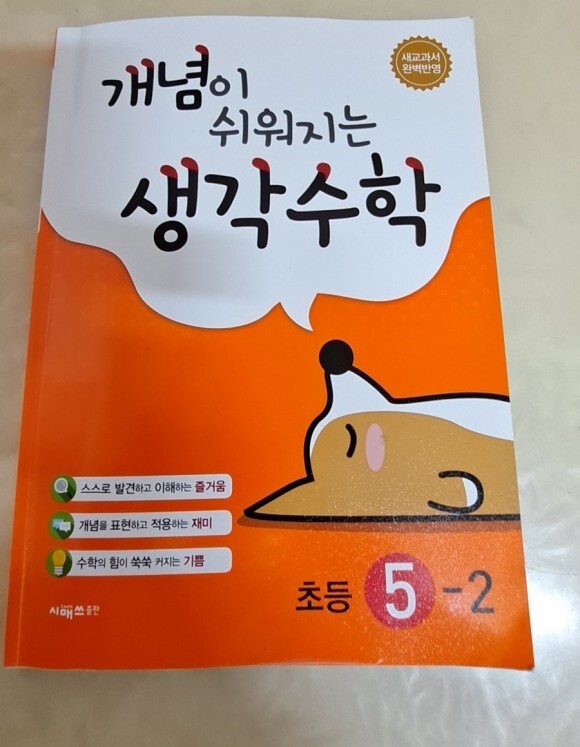 새교과서
완벽반영
개념이
쉬워지는
생각수학
스스로 발견하고 이해하는 즐거움
개념을 표현하고 적용하는 재미
수학의 힘이 쑥쑥 커지는 기쁨
초등 5-2
시매쓰출판